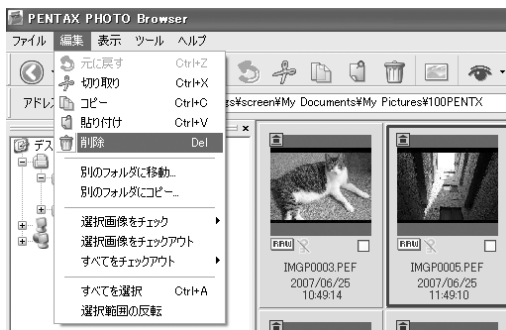 PENTAX PHOTO Browser
ファイル 編集 表示 ツール ヘルプ
元に戻す Ctrl+Z
切り取り Ctrl+X
コピー Ctrl+C
貼り付け Ctrl+V
削除 Del
別のフォルダに移動...
別のフォルダにコピー...
選択画像をチェック
選択画像をチェックアウト
すべてをチェックアウト
すべてを選択 Ctrl+A
選択範囲の反転
アドレ
gs¥screen¥My Documents¥My Pictures¥100PENTX
デス
RAW
IMGP0003.PEF
2007/06/25
10:49:14
RAW
IMGP0005.PEF
2007/06/25
11:49:10